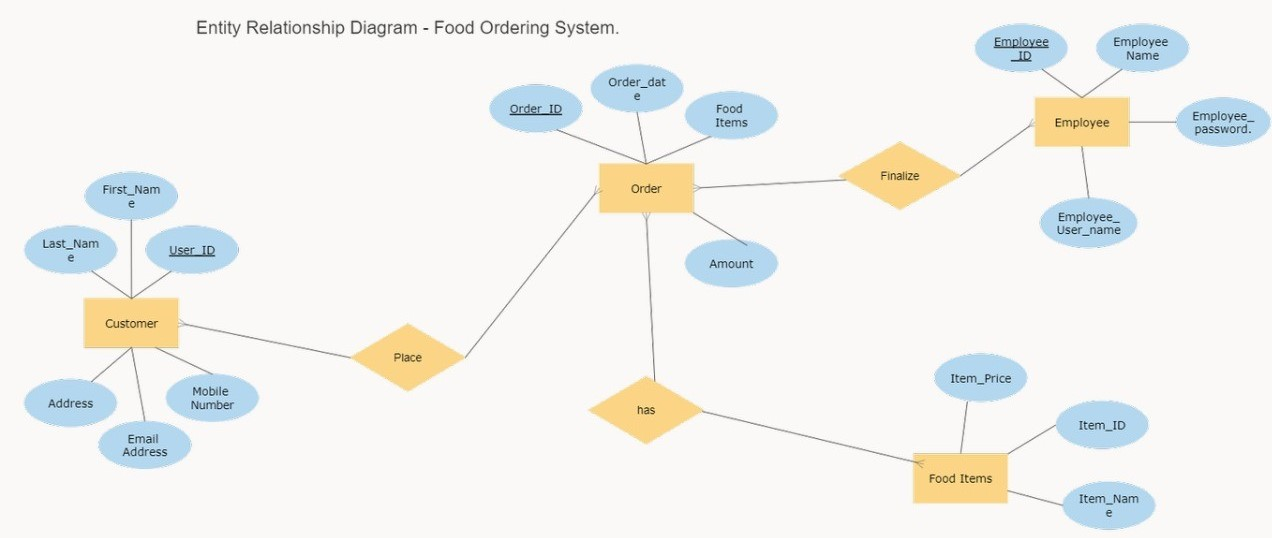 Entity Relationship Diagram - Food Ordering System.
Employee
_ID
Employee
Name
Order_dat
e
Order_ID
Food
Items
Employee
Employee_
password.
Finalize
Order
First_Nam
e
Employee_
User_name
Last_Nam
e
User_ID
Amount
Customer
Place
Item_Price
Address
Mobile
Number
has
Item_ID
Email
Address
Food Items
Item_Nam
e